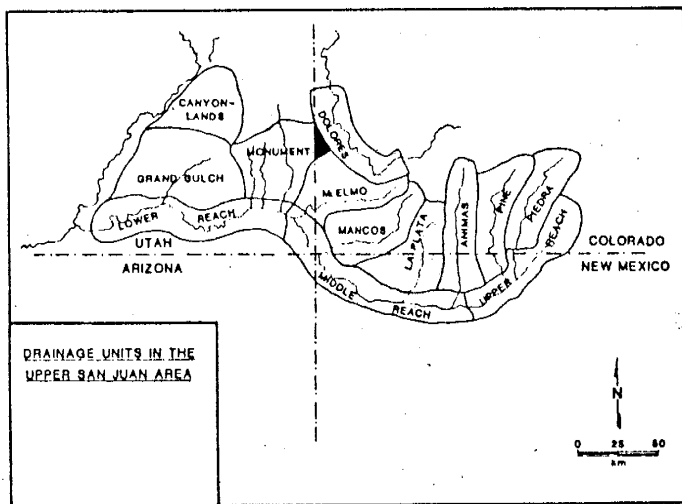 CANYON-
LANDS
DOLORES
MONUMENT
GRAND GULCH
McELMO
PINE
PIEDRA
LOWER REACH
MANCOS
LA PLATA
ANIMAS
UPPER REACH
UTAH
COLORADO
ARIZONA
NEW MEXICO
MIDDLE REACH
DRAINAGE UNITS IN THE
UPPER SAN JUAN AREA
N
0 25 50
km